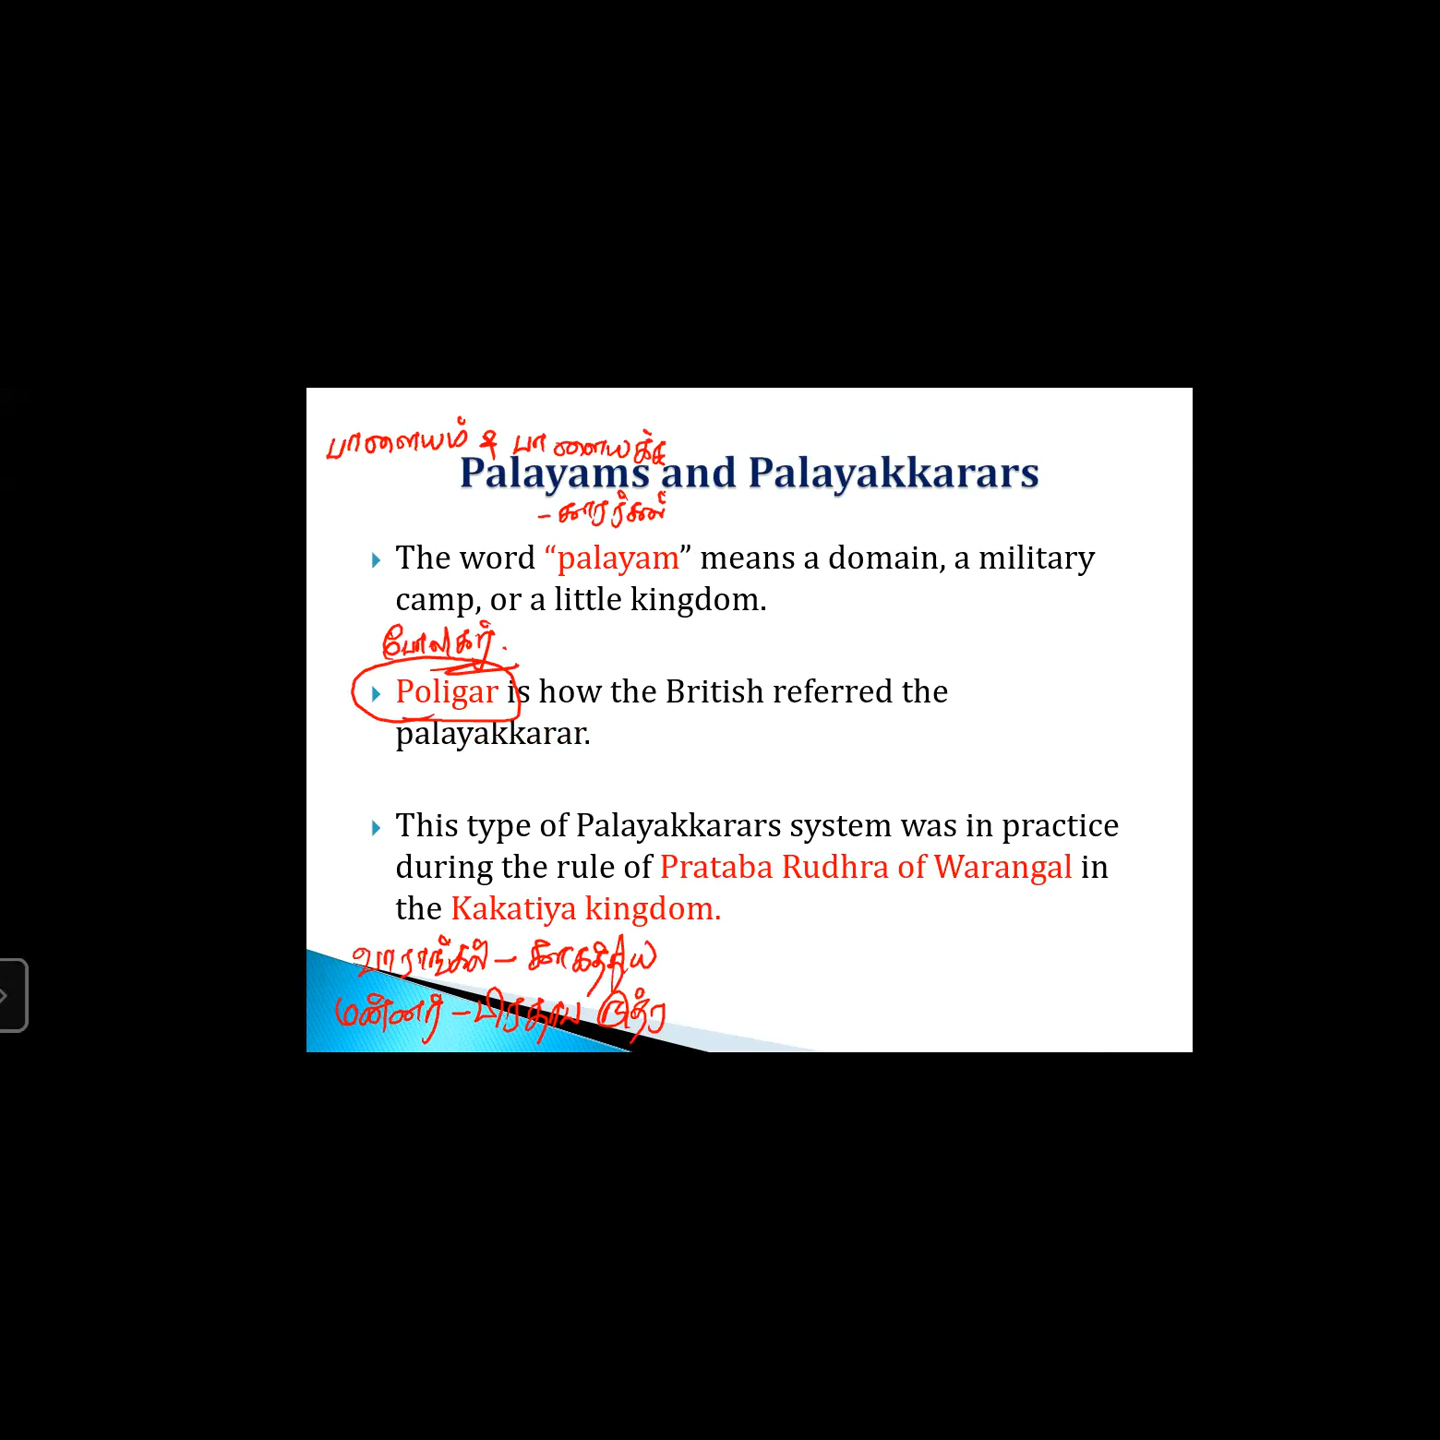 பாளையம் & பாளையக்
Palayams and Palayakkarars
- காரர்கள்
The word “palayam” means a domain, a military
camp, or a little kingdom.
போலிகர்.
Poligar is how the British referred the
palayakkarar.
This type of Palayakkarars system was in practice
during the rule of Prataba Rudhra of Warangal in
the Kakatiya kingdom.
வாராங்கல் - காகத்திய
மன்னர் - பிரதாப ருத்ர